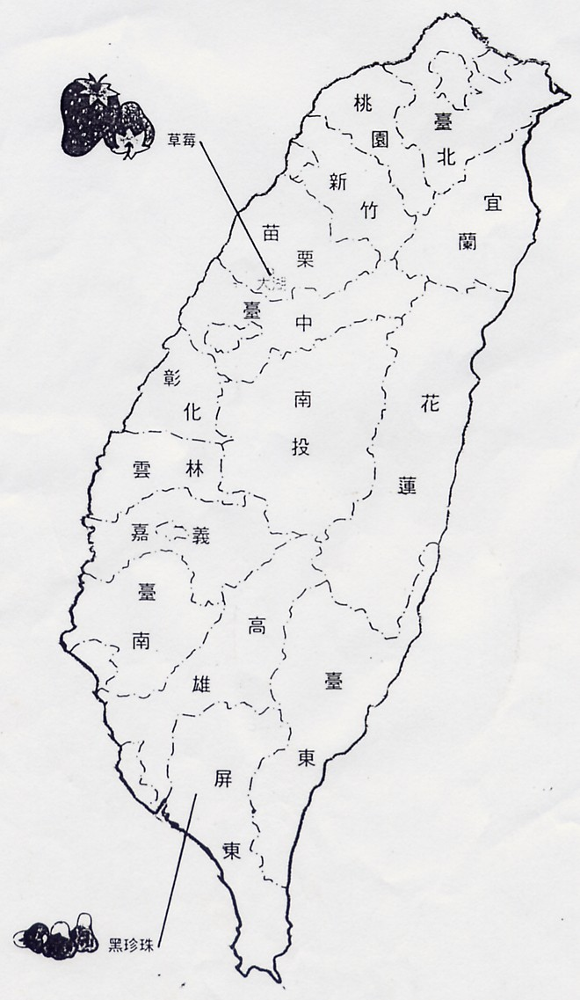 桃園
臺北
草莓
新竹
宜蘭
苗栗
大湖
臺中
彰化
南投
花蓮
雲林
嘉義
臺南
高雄
臺東
屏東
黑珍珠